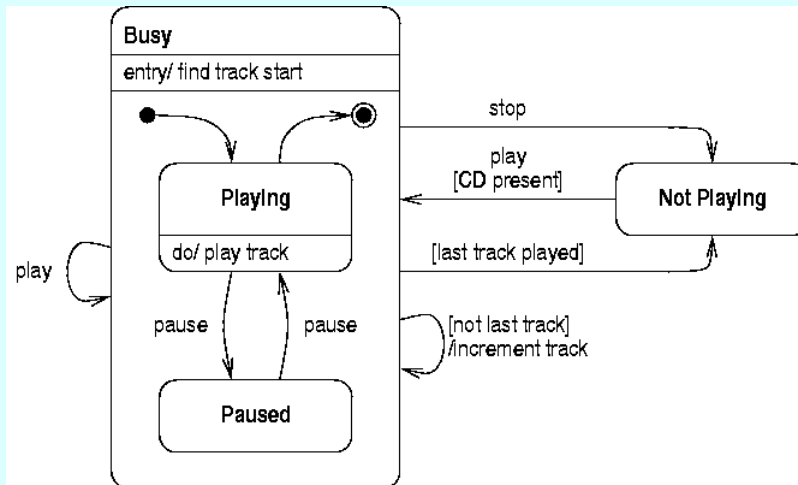 Busy
entry/ find track start
stop
play
[CD present]
Playing
Not Playing
do/ play track
[last track played]
play
pause
pause
[not last track]
/increment track
Paused